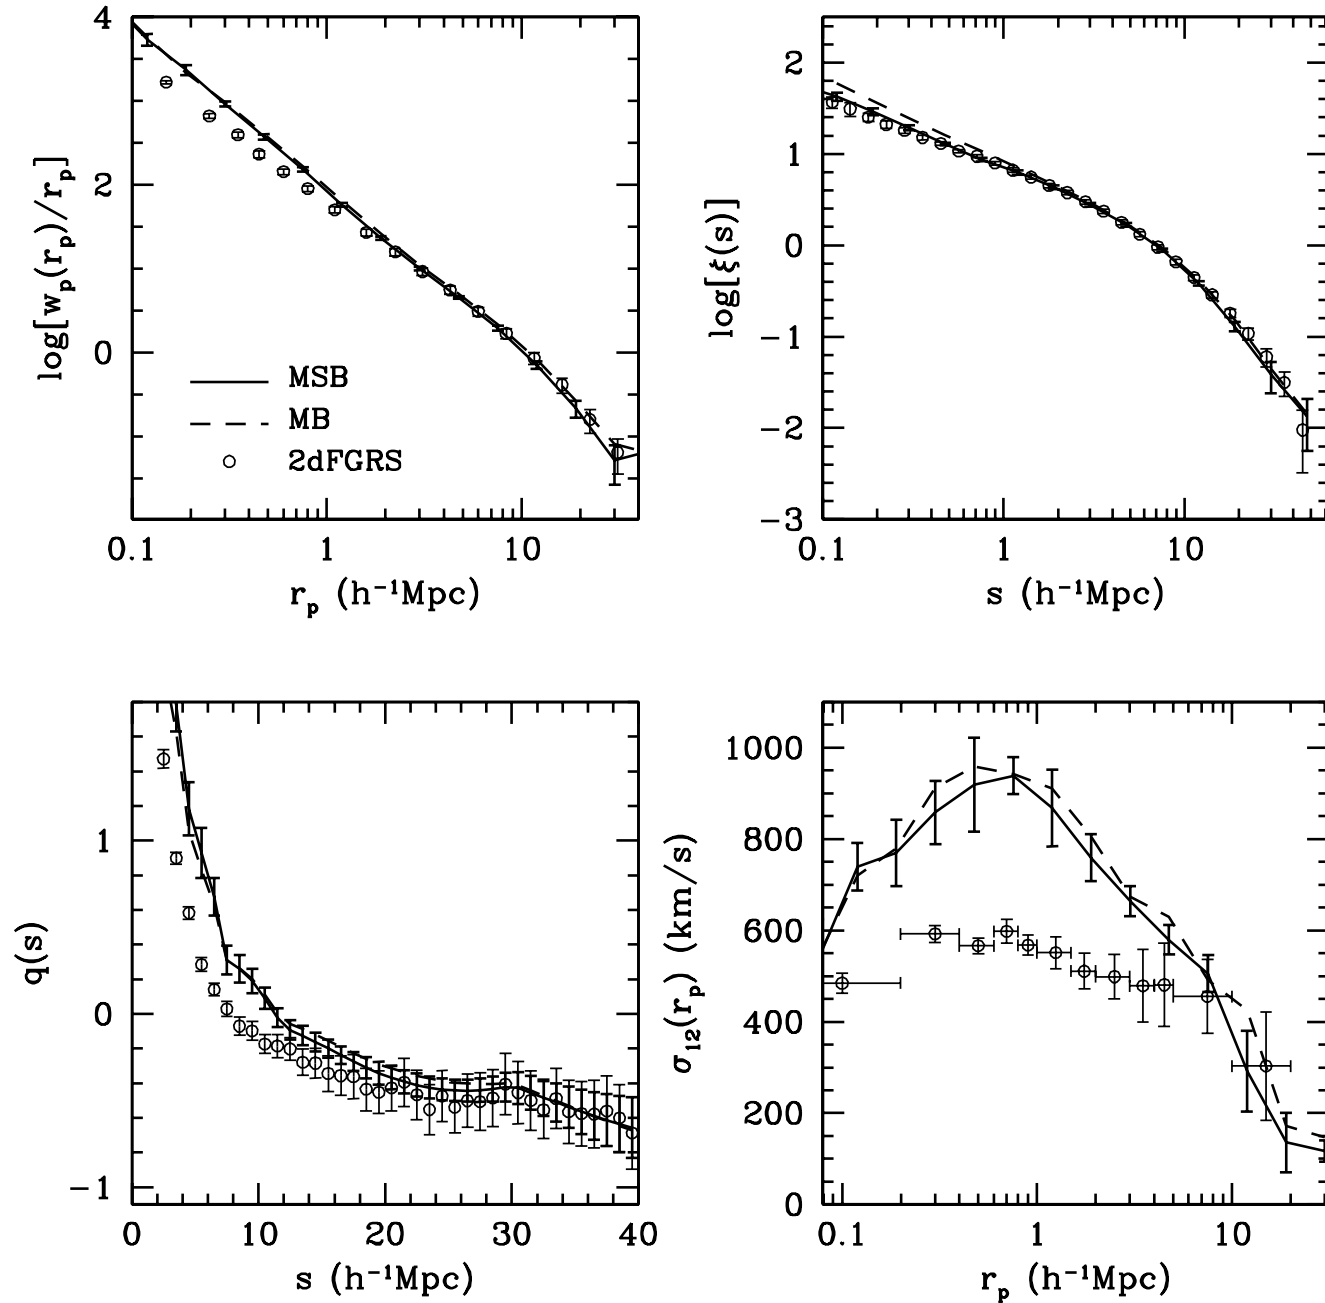 4
2
0
log[w_p(r_p)/r_p]
MSB
MB
2dFGRS
0.1 1 10
r_p (h⁻¹Mpc)
2
1
0
−1
−2
−3
log[ξ(s)]
0.1 1 10
s (h⁻¹Mpc)
1
0
−1
q(s)
0 10 20 30 40
s (h⁻¹Mpc)
1000
800
600
400
200
0
σ₁₂(r_p) (km/s)
0.1 1 10
r_p (h⁻¹Mpc)